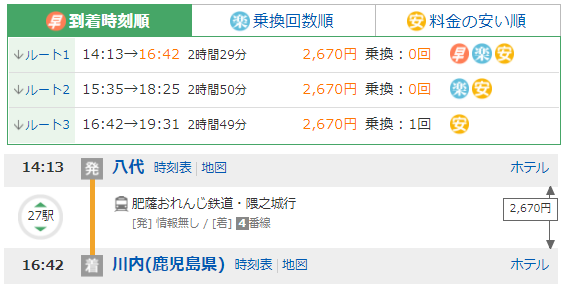 早 到着時刻順 楽 乗換回数順 安 料金の安い順
↓ルート1 14:13→16:42 2時間29分 2,670円 乗換：0回 早 楽 安
↓ルート2 15:35→18:25 2時間50分 2,670円 乗換：0回 楽 安
↓ルート3 16:42→19:31 2時間49分 2,670円 乗換：1回 安
14:13 発 八代 時刻表 | 地図 ホテル
27駅
肥薩おれんじ鉄道・隈之城行
[発] 情報無し / [着] 4番線
2,670円
16:42 着 川内(鹿児島県) 時刻表 | 地図 ホテル